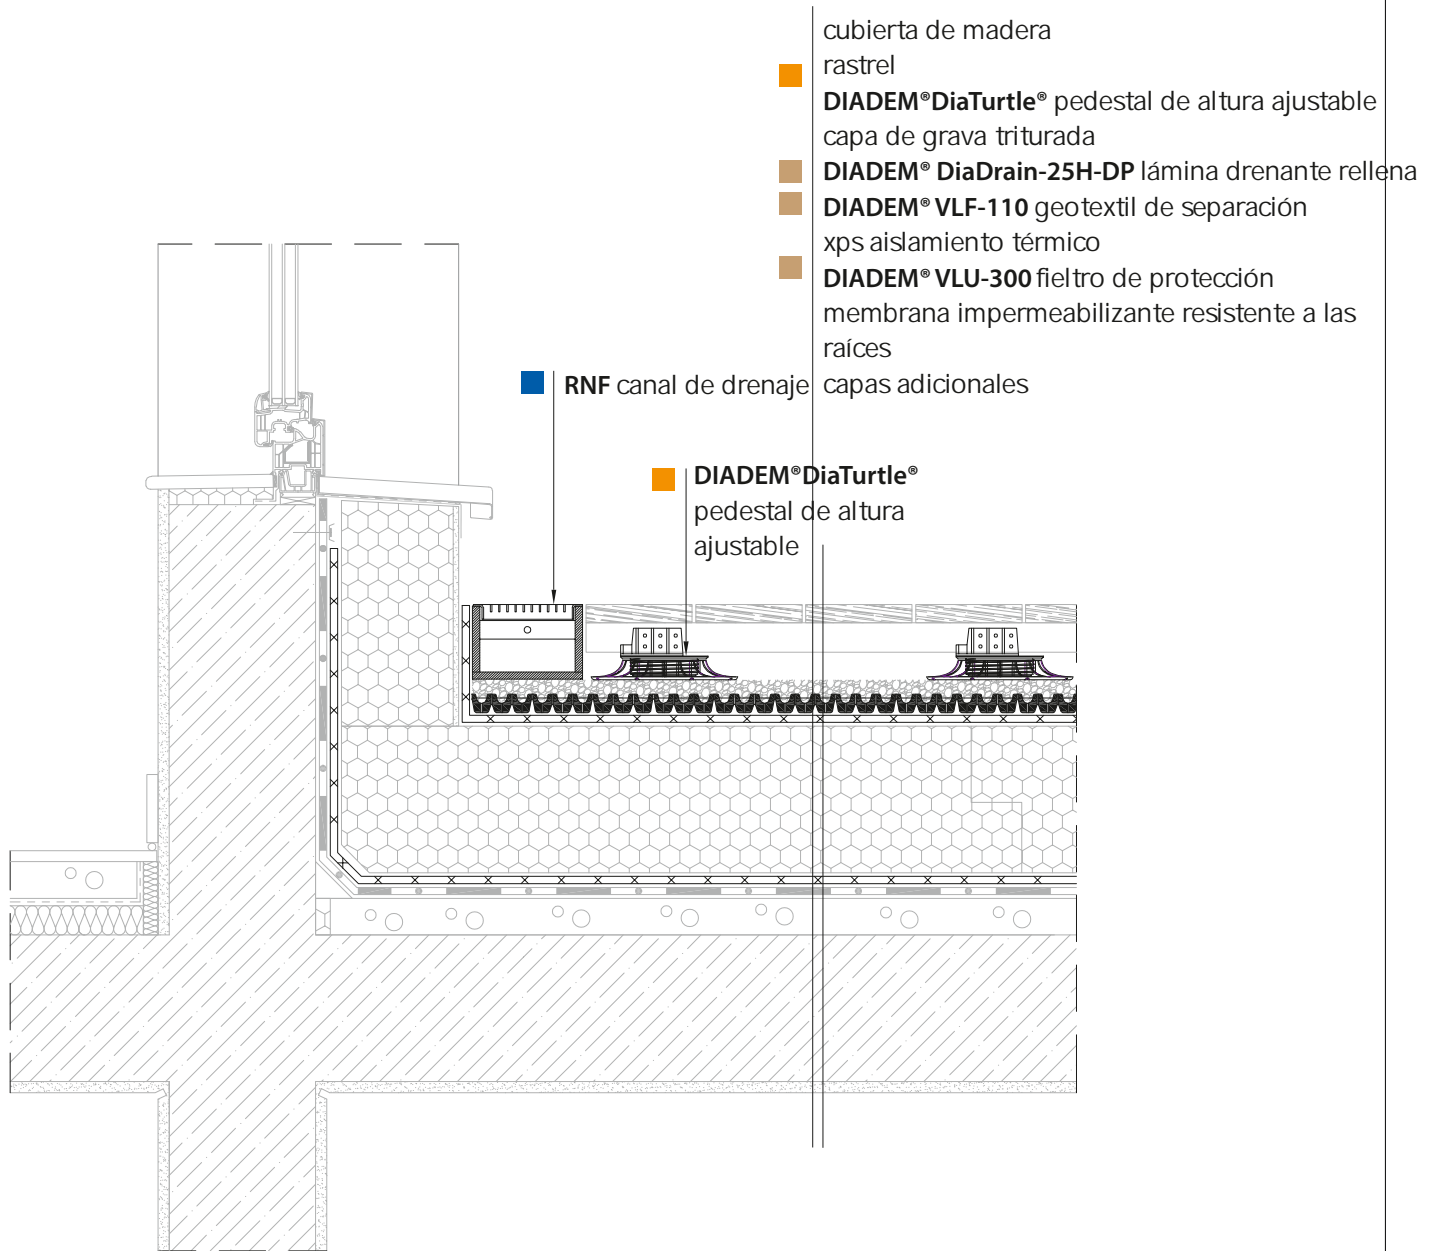 cubierta de madera
rastrel
DIADEM®DiaTurtle® pedestal de altura ajustable
capa de grava triturada
DIADEM® DiaDrain-25H-DP lámina drenante rellena
DIADEM® VLF-110 geotextil de separación
xps aislamiento térmico
DIADEM® VLU-300 fieltro de protección
membrana impermeabilizante resistente a las
raíces
capas adicionales
RNF canal de drenaje
DIADEM®DiaTurtle®
pedestal de altura
ajustable